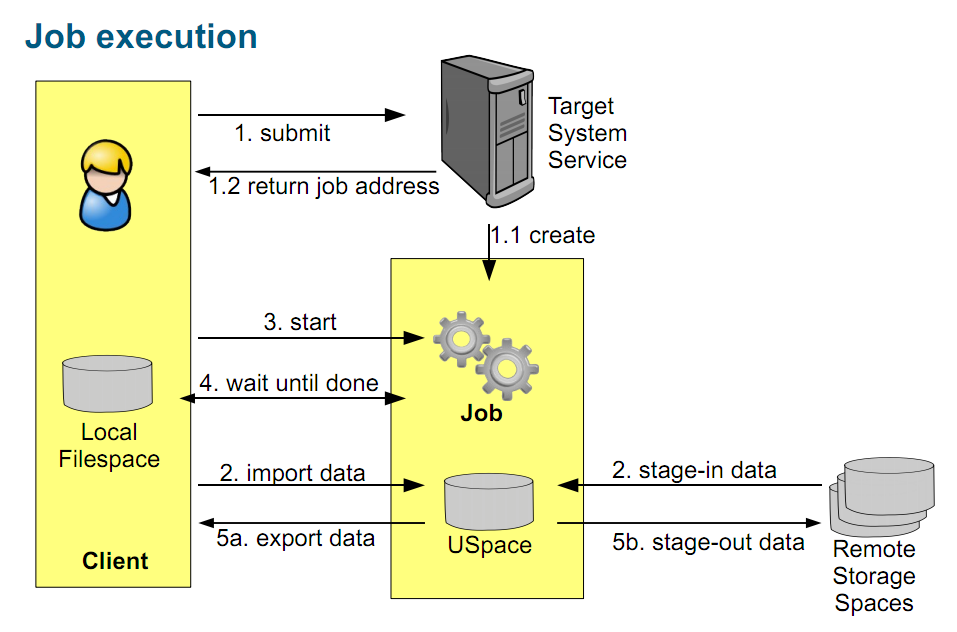 Job execution
1. submit
Target
System
Service
1.2 return job address
1.1 create
3. start
4. wait until done
Job
Local
Filespace
2. import data
2. stage-in data
5a. export data
USpace
5b. stage-out data
Client
Remote
Storage
Spaces